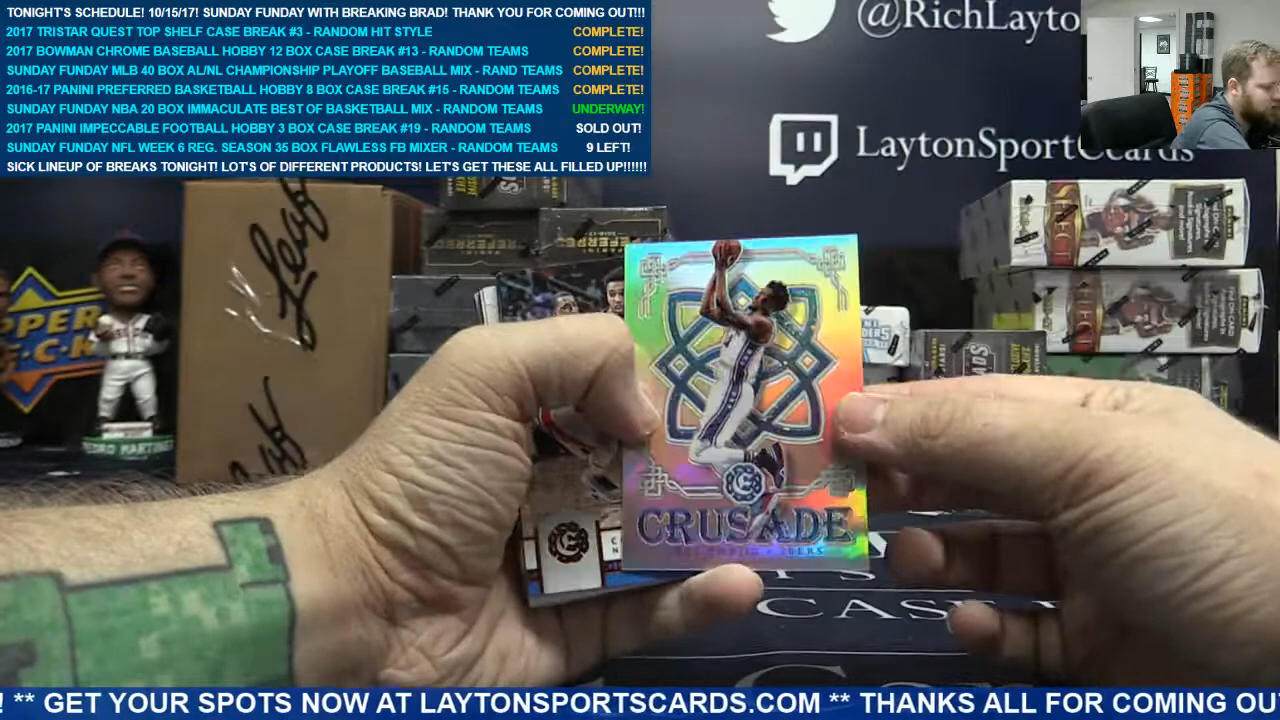 TONIGHT'S SCHEDULE! 10/15/17! SUNDAY FUNDAY WITH BREAKING BRAD! THANK YOU FOR COMING OUT!!!
2017 TRISTAR QUEST TOP SHELF CASE BREAK #3 - RANDOM HIT STYLE COMPLETE!
2017 BOWMAN CHROME BASEBALL HOBBY 12 BOX CASE BREAK #13 - RANDOM TEAMS COMPLETE!
SUNDAY FUNDAY MLB 40 BOX AL/NL CHAMPIONSHIP PLAYOFF BASEBALL MIX - RAND TEAMS COMPLETE!
2016-17 PANINI PREFERRED BASKETBALL HOBBY 8 BOX CASE BREAK #15 - RANDOM TEAMS COMPLETE!
SUNDAY FUNDAY NBA 20 BOX IMMACULATE BEST OF BASKETBALL MIX - RANDOM TEAMS UNDERWAY!
2017 PANINI IMPECCABLE FOOTBALL HOBBY 3 BOX CASE BREAK #19 - RANDOM TEAMS SOLD OUT!
SUNDAY FUNDAY NFL WEEK 6 REG. SEASON 35 BOX FLAWLESS FB MIXER - RANDOM TEAMS 9 LEFT!
SICK LINEUP OF BREAKS TONIGHT! LOT'S OF DIFFERENT PRODUCTS! LET'S GET THESE ALL FILLED UP!!!!!!
@RichLayto
LaytonSportCcards
PPER
CRUSADE
CASE
! ** GET YOUR SPOTS NOW AT LAYTONSPORTSCARDS.COM ** THANKS ALL FOR COMING OU